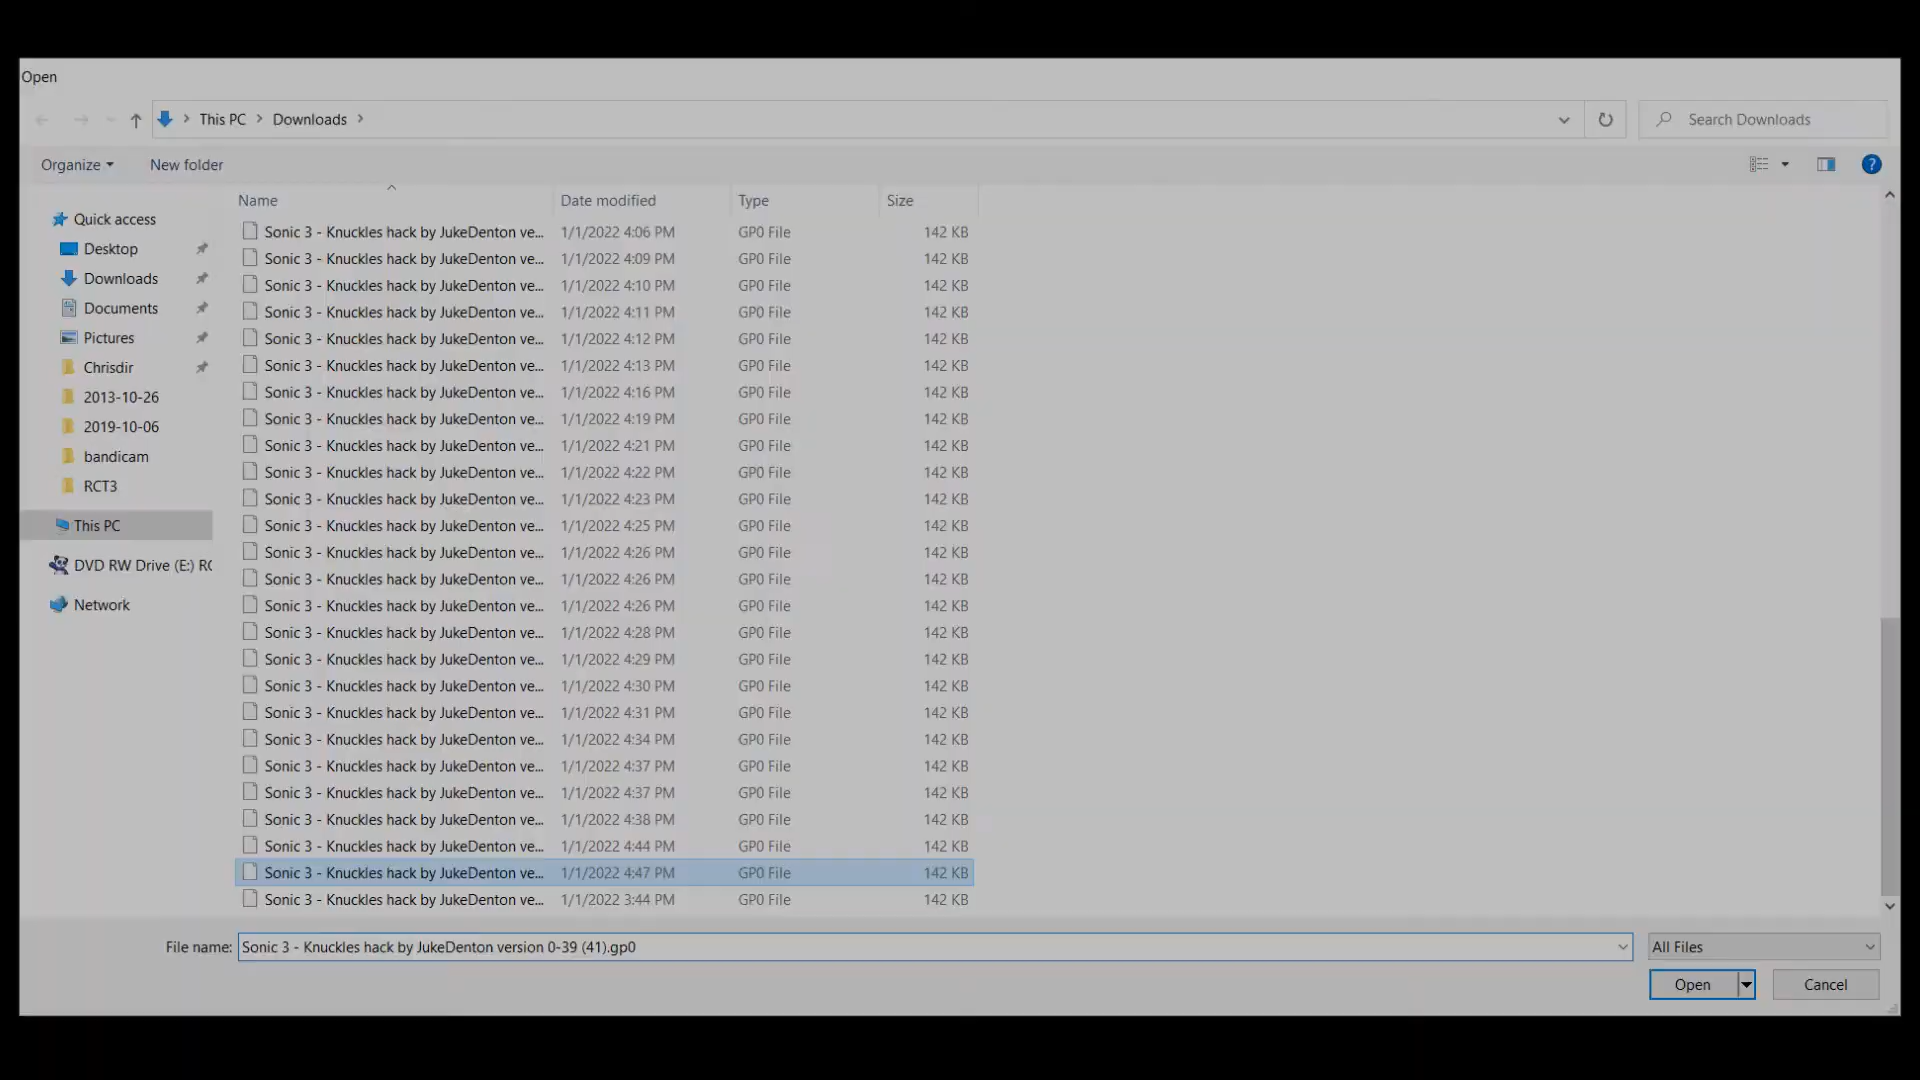 Open
This PC > Downloads >
Search Downloads
Organize
New folder
?
Name Date modified Type Size
Quick access
Desktop
Downloads
Documents
Pictures
Chrisdir
2013-10-26
2019-10-06
bandicam
RCT3
This PC
DVD RW Drive (E:) RC
Network
Sonic 3 - Knuckles hack by JukeDenton ve... 1/1/2022 4:06 PM GP0 File 142 KB
Sonic 3 - Knuckles hack by JukeDenton ve... 1/1/2022 4:09 PM GP0 File 142 KB
Sonic 3 - Knuckles hack by JukeDenton ve... 1/1/2022 4:10 PM GP0 File 142 KB
Sonic 3 - Knuckles hack by JukeDenton ve... 1/1/2022 4:11 PM GP0 File 142 KB
Sonic 3 - Knuckles hack by JukeDenton ve... 1/1/2022 4:12 PM GP0 File 142 KB
Sonic 3 - Knuckles hack by JukeDenton ve... 1/1/2022 4:13 PM GP0 File 142 KB
Sonic 3 - Knuckles hack by JukeDenton ve... 1/1/2022 4:16 PM GP0 File 142 KB
Sonic 3 - Knuckles hack by JukeDenton ve... 1/1/2022 4:19 PM GP0 File 142 KB
Sonic 3 - Knuckles hack by JukeDenton ve... 1/1/2022 4:21 PM GP0 File 142 KB
Sonic 3 - Knuckles hack by JukeDenton ve... 1/1/2022 4:22 PM GP0 File 142 KB
Sonic 3 - Knuckles hack by JukeDenton ve... 1/1/2022 4:23 PM GP0 File 142 KB
Sonic 3 - Knuckles hack by JukeDenton ve... 1/1/2022 4:25 PM GP0 File 142 KB
Sonic 3 - Knuckles hack by JukeDenton ve... 1/1/2022 4:26 PM GP0 File 142 KB
Sonic 3 - Knuckles hack by JukeDenton ve... 1/1/2022 4:26 PM GP0 File 142 KB
Sonic 3 - Knuckles hack by JukeDenton ve... 1/1/2022 4:26 PM GP0 File 142 KB
Sonic 3 - Knuckles hack by JukeDenton ve... 1/1/2022 4:28 PM GP0 File 142 KB
Sonic 3 - Knuckles hack by JukeDenton ve... 1/1/2022 4:29 PM GP0 File 142 KB
Sonic 3 - Knuckles hack by JukeDenton ve... 1/1/2022 4:30 PM GP0 File 142 KB
Sonic 3 - Knuckles hack by JukeDenton ve... 1/1/2022 4:31 PM GP0 File 142 KB
Sonic 3 - Knuckles hack by JukeDenton ve... 1/1/2022 4:34 PM GP0 File 142 KB
Sonic 3 - Knuckles hack by JukeDenton ve... 1/1/2022 4:37 PM GP0 File 142 KB
Sonic 3 - Knuckles hack by JukeDenton ve... 1/1/2022 4:37 PM GP0 File 142 KB
Sonic 3 - Knuckles hack by JukeDenton ve... 1/1/2022 4:38 PM GP0 File 142 KB
Sonic 3 - Knuckles hack by JukeDenton ve... 1/1/2022 4:44 PM GP0 File 142 KB
Sonic 3 - Knuckles hack by JukeDenton ve... 1/1/2022 4:47 PM GP0 File 142 KB
Sonic 3 - Knuckles hack by JukeDenton ve... 1/1/2022 3:44 PM GP0 File 142 KB
File name: Sonic 3 - Knuckles hack by JukeDenton version 0-39 (41).gp0
All Files
Open
Cancel